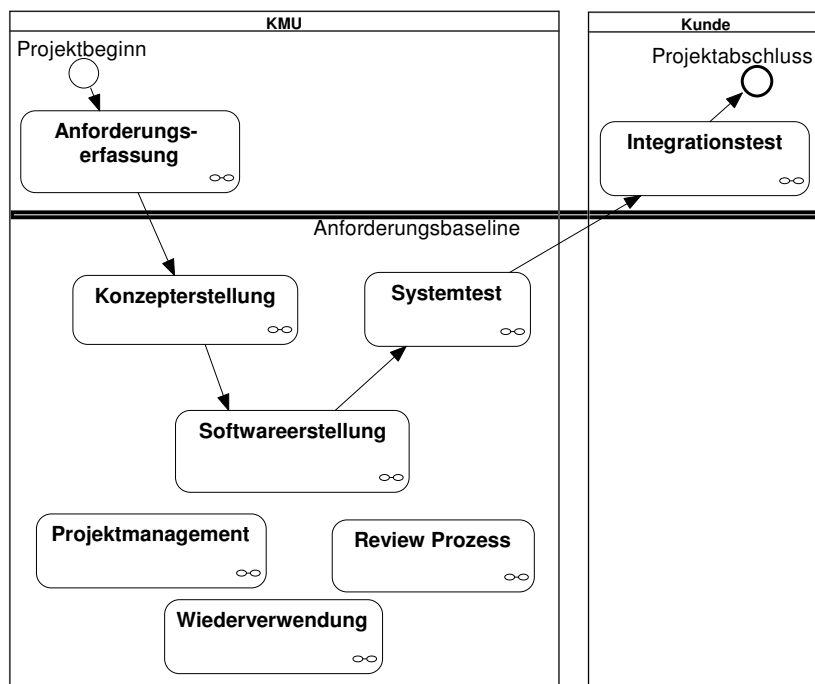 KMU
Kunde
Projektbeginn
Projektabschluss
Anforderungs-
erfassung
Integrationstest
Anforderungsbaseline
Konzepterstellung
Systemtest
Softwareerstellung
Projektmanagement
Review Prozess
Wiederverwendung